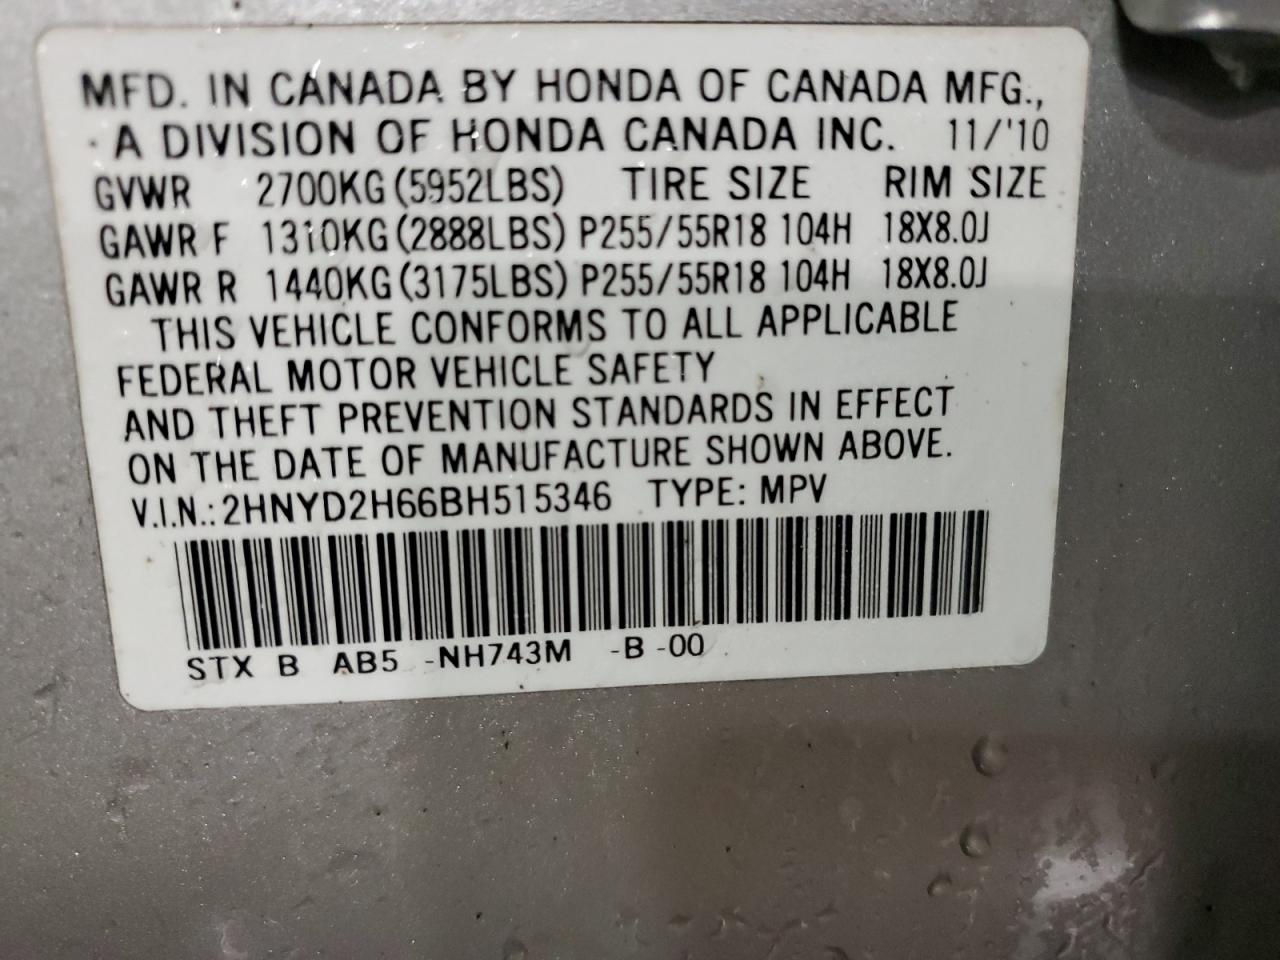 MFD. IN CANADA BY HONDA OF CANADA MFG.,
A DIVISION OF HONDA CANADA INC. 11/'10
GVWR 2700KG (5952LBS) TIRE SIZE RIM SIZE
GAWR F 1310KG (2888LBS) P255/55R18 104H 18X8.0J
GAWR R 1440KG (3175LBS) P255/55R18 104H 18X8.0J
THIS VEHICLE CONFORMS TO ALL APPLICABLE
FEDERAL MOTOR VEHICLE SAFETY
AND THEFT PREVENTION STANDARDS IN EFFECT
ON THE DATE OF MANUFACTURE SHOWN ABOVE.
V.I.N.: 2HNYD2H66BH515346 TYPE: MPV
STX B AB5 -NH743M -B -00